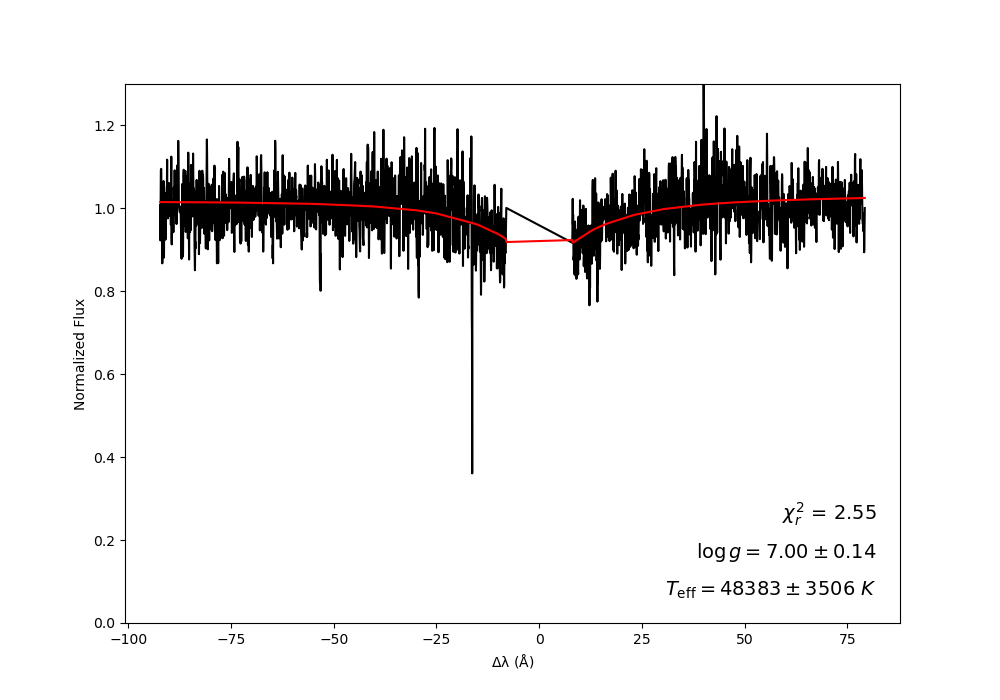 1.2
1.0
0.8
0.6
0.4
0.2
0.0
Normalized Flux
χ²ᵣ = 2.55
log g = 7.00 ± 0.14
T_eff = 48383 ± 3506 K
−100 −75 −50 −25 0 25 50 75
Δλ (Å)